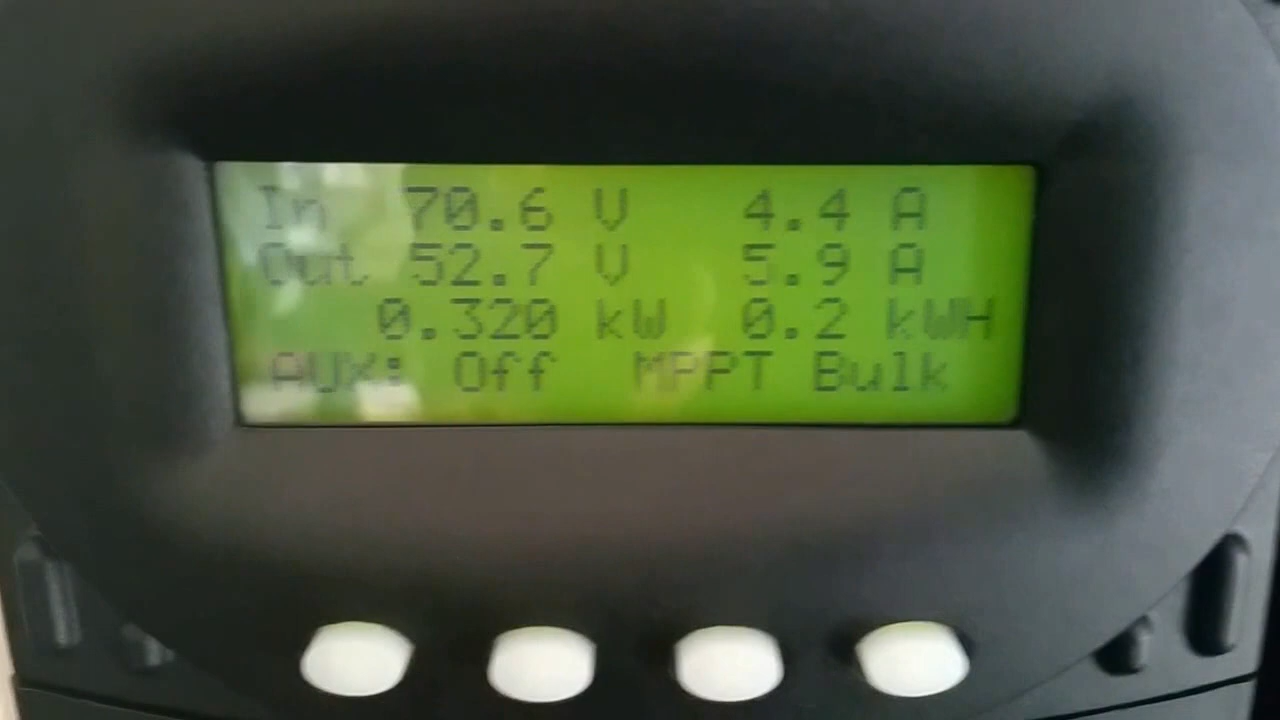 In 70.6 V 4.4 A
Out 52.7 V 5.9 A
0.320 kW 0.2 kWH
AUX: Off MPPT Bulk